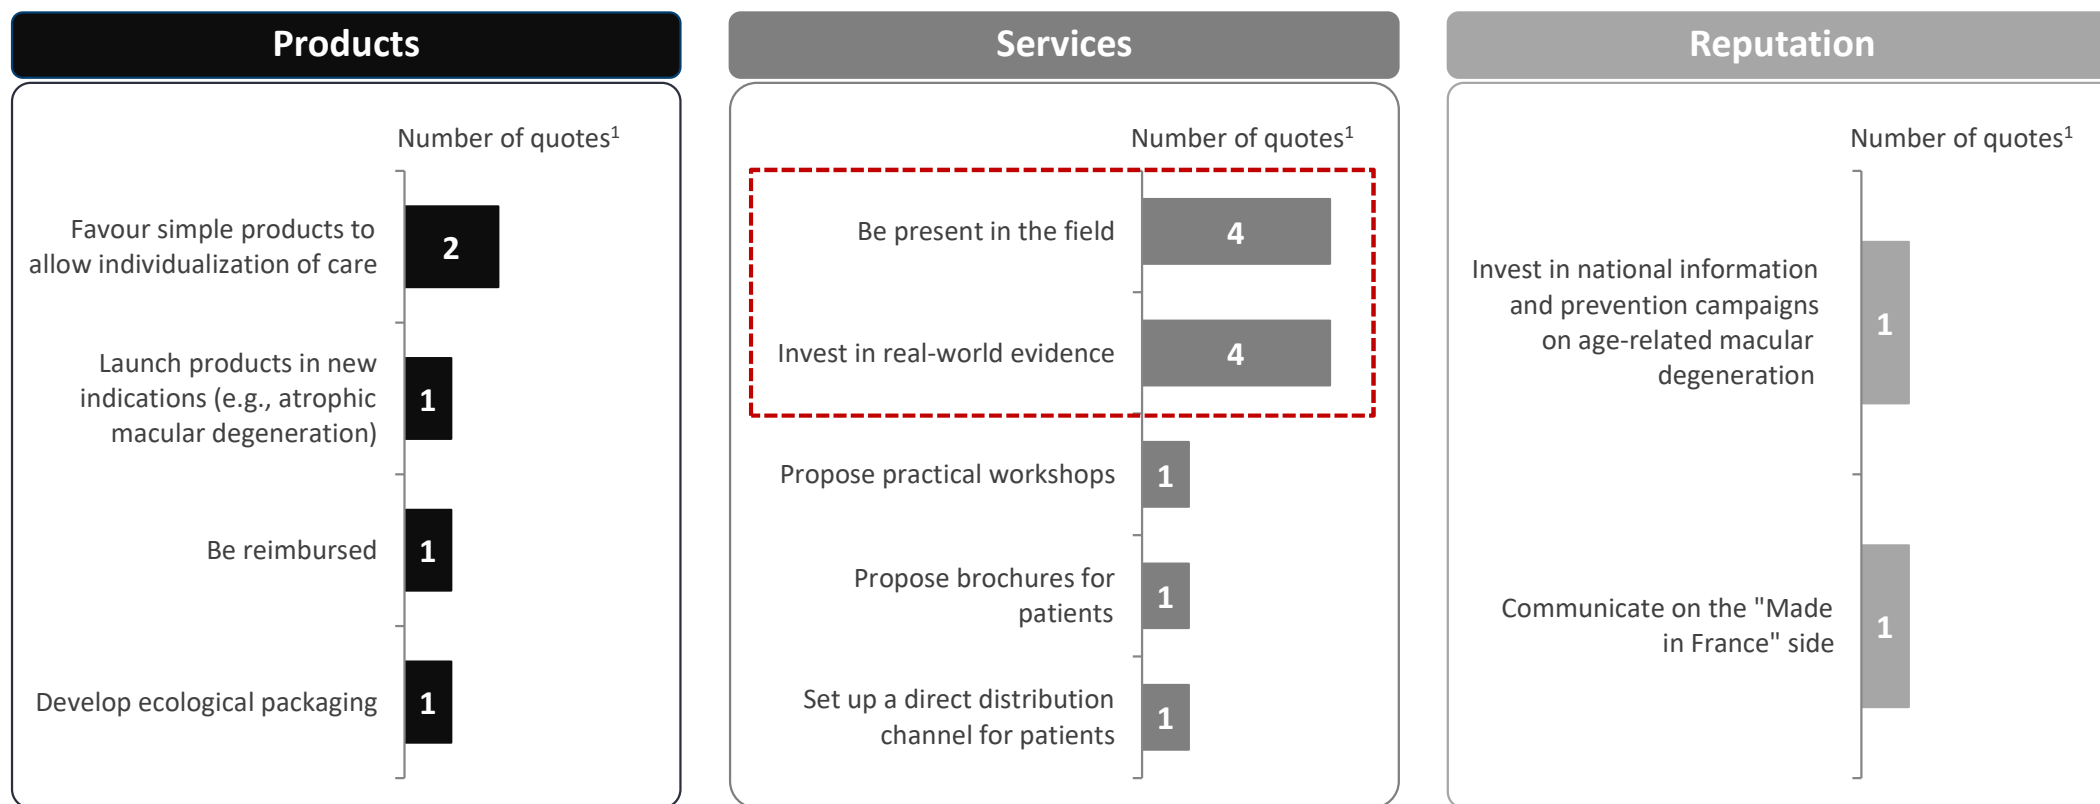 Products
Number of quotes1
Favour simple products to
allow individualization of care
2
Launch products in new
indications (e.g., atrophic
macular degeneration)
1
Be reimbursed
1
Develop ecological packaging
1
Services
Number of quotes1
Be present in the field
4
Invest in real-world evidence
4
Propose practical workshops
1
Propose brochures for
patients
1
Set up a direct distribution
channel for patients
1
Reputation
Number of quotes1
Invest in national information
and prevention campaigns
on age-related macular
degeneration
1
Communicate on the "Made
in France" side
1